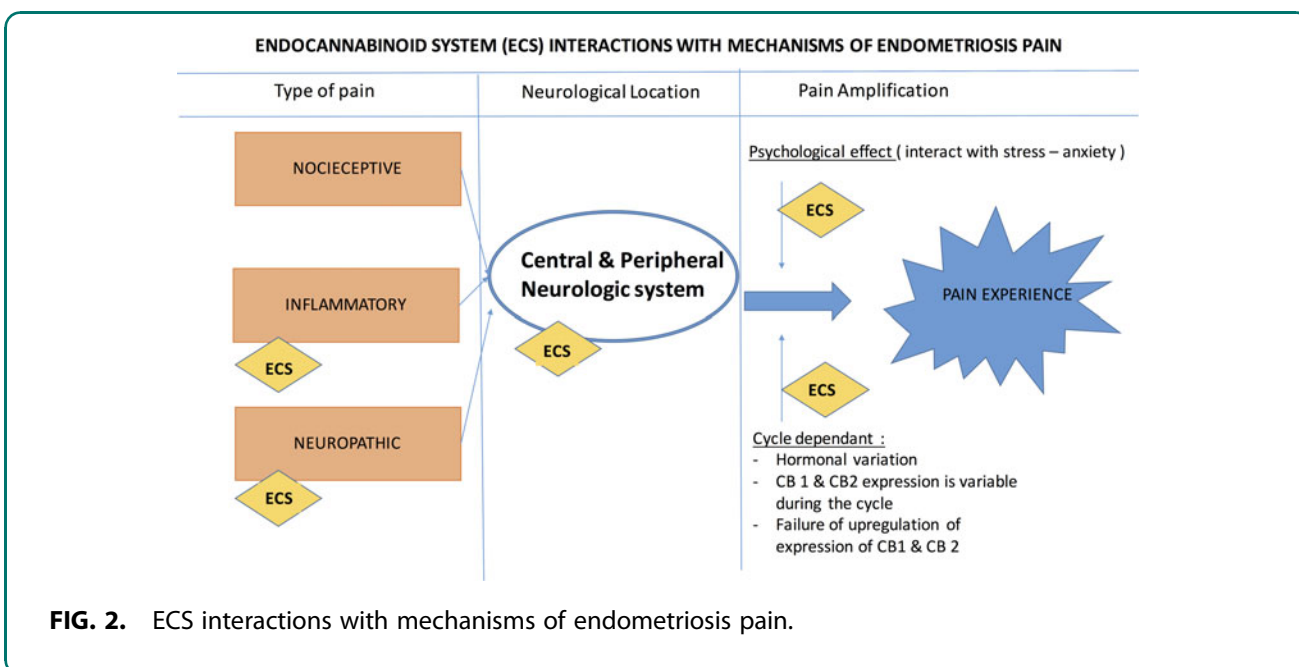 ENDOCANNABINOID SYSTEM (ECS) INTERACTIONS WITH MECHANISMS OF ENDOMETRIOSIS PAIN
Type of pain
Neurological Location
Pain Amplification
NOCIECEPTIVE
INFLAMMATORY
ECS
NEUROPATHIC
ECS
Central & Peripheral
Neurologic system
ECS
Psychological effect ( interact with stress – anxiety )
ECS
PAIN EXPERIENCE
ECS
Cycle dependant :
- Hormonal variation
- CB 1 & CB2 expression is variable
during the cycle
- Failure of upregulation of
expression of CB1 & CB 2
FIG. 2. ECS interactions with mechanisms of endometriosis pain.